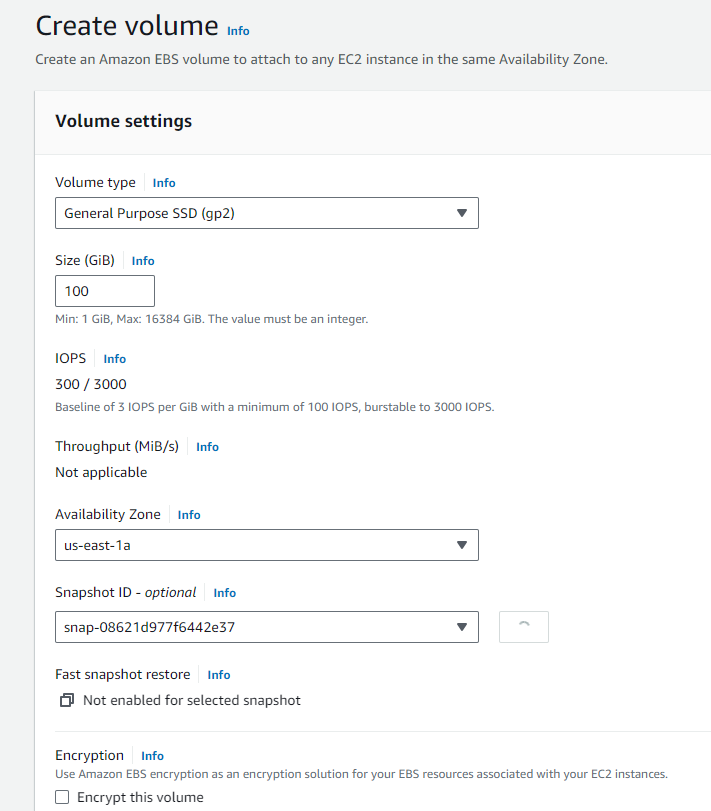 Create volume Info
Create an Amazon EBS volume to attach to any EC2 instance in the same Availability Zone.
Volume settings
Volume type Info
General Purpose SSD (gp2)
Size (GiB) Info
100
Min: 1 GiB, Max: 16384 GiB. The value must be an integer.
IOPS Info
300 / 3000
Baseline of 3 IOPS per GiB with a minimum of 100 IOPS, burstable to 3000 IOPS.
Throughput (MiB/s) Info
Not applicable
Availability Zone Info
us-east-1a
Snapshot ID - optional Info
snap-08621d977f6442e37
Fast snapshot restore Info
Not enabled for selected snapshot
Encryption Info
Use Amazon EBS encryption as an encryption solution for your EBS resources associated with your EC2 instances.
Encrypt this volume